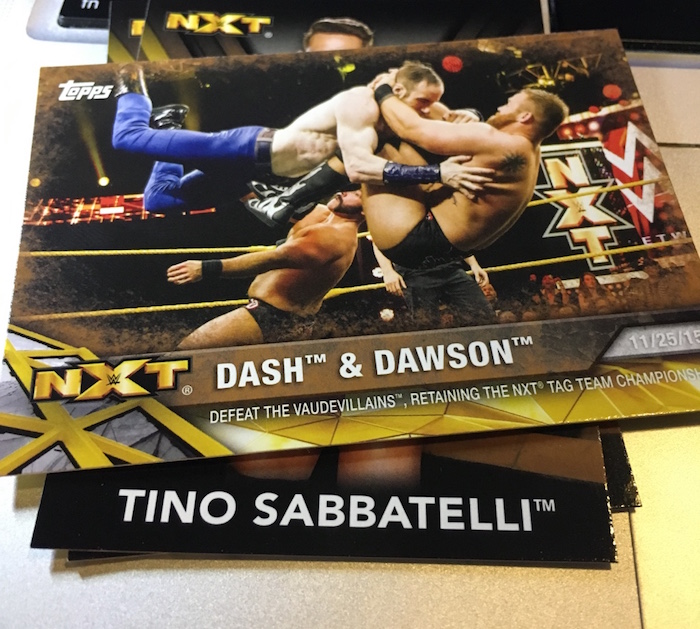 NXT
Topps
NXT
NXT®
DASH™ & DAWSON™
11/25/15
DEFEAT THE VAUDEVILLAINS™, RETAINING THE NXT® TAG TEAM
TINO SABBATELLI™